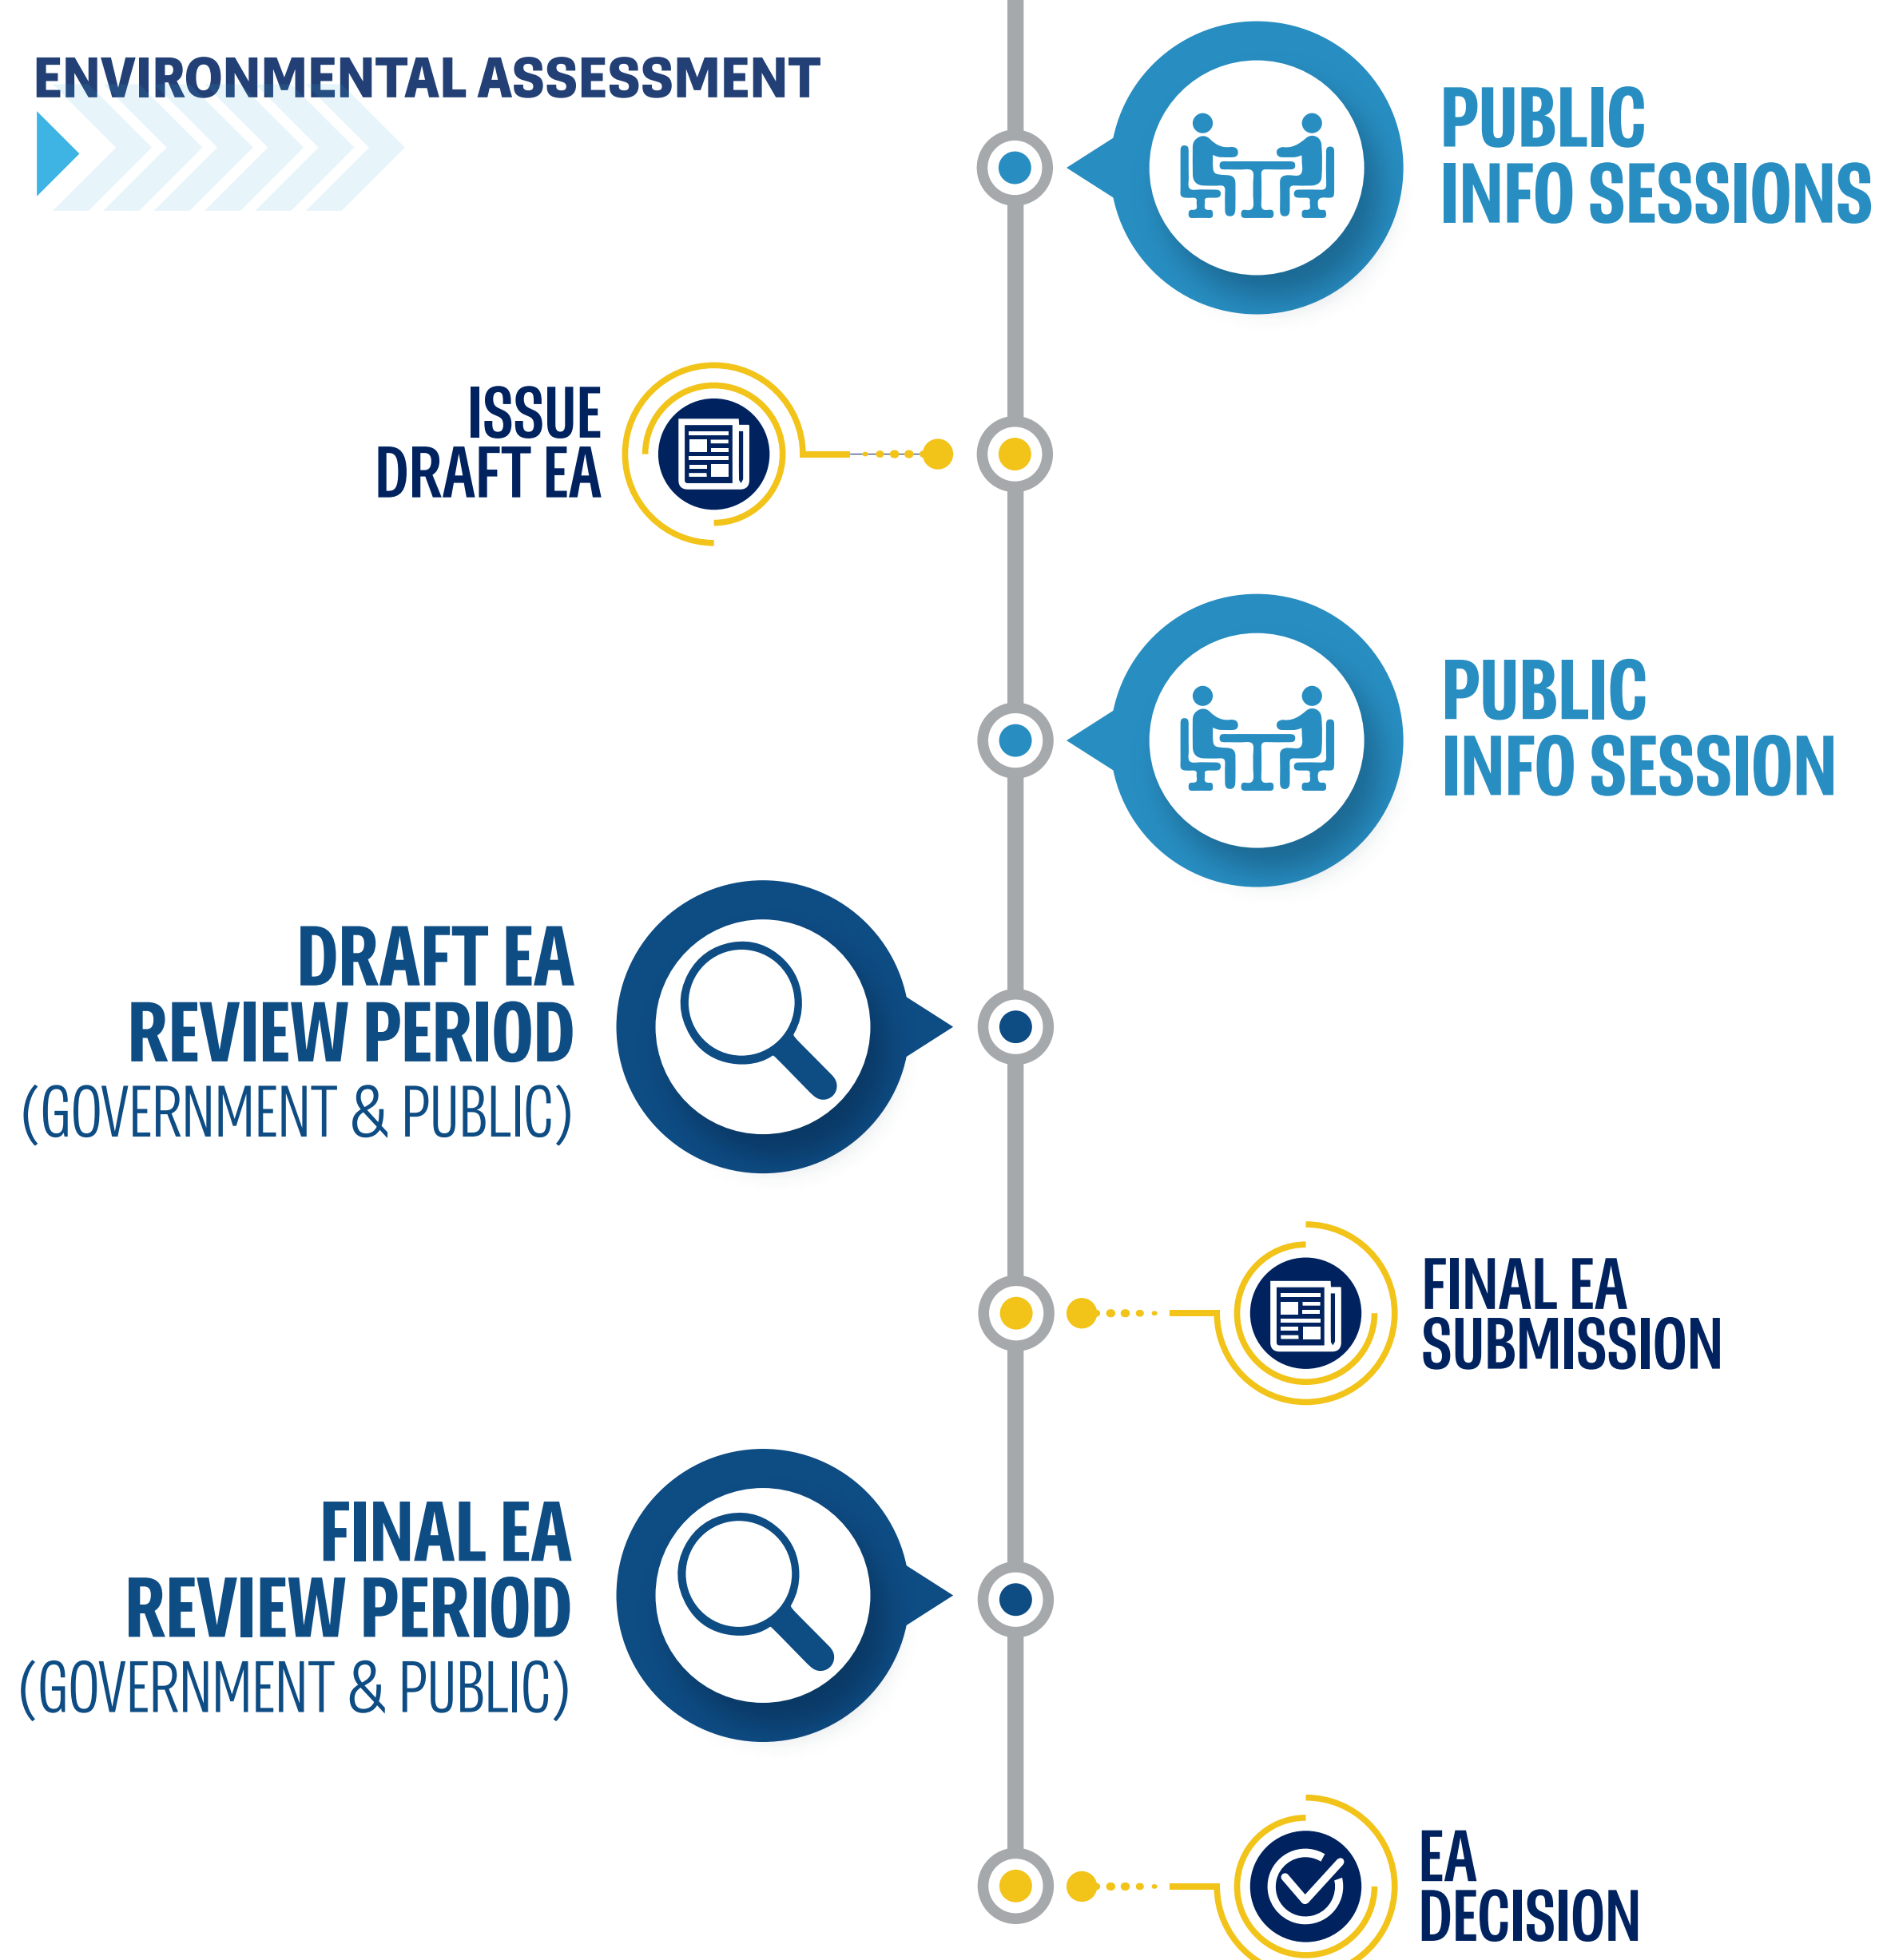 ENVIRONMENTAL ASSESSMENT
PUBLIC
INFO SESSIONS
ISSUE
DRAFT EA
PUBLIC
INFO SESSION
DRAFT EA
REVIEW PERIOD
(GOVERNMENT & PUBLIC)
FINAL EA
SUBMISSION
FINAL EA
REVIEW PERIOD
(GOVERNMENT & PUBLIC)
EA
DECISION